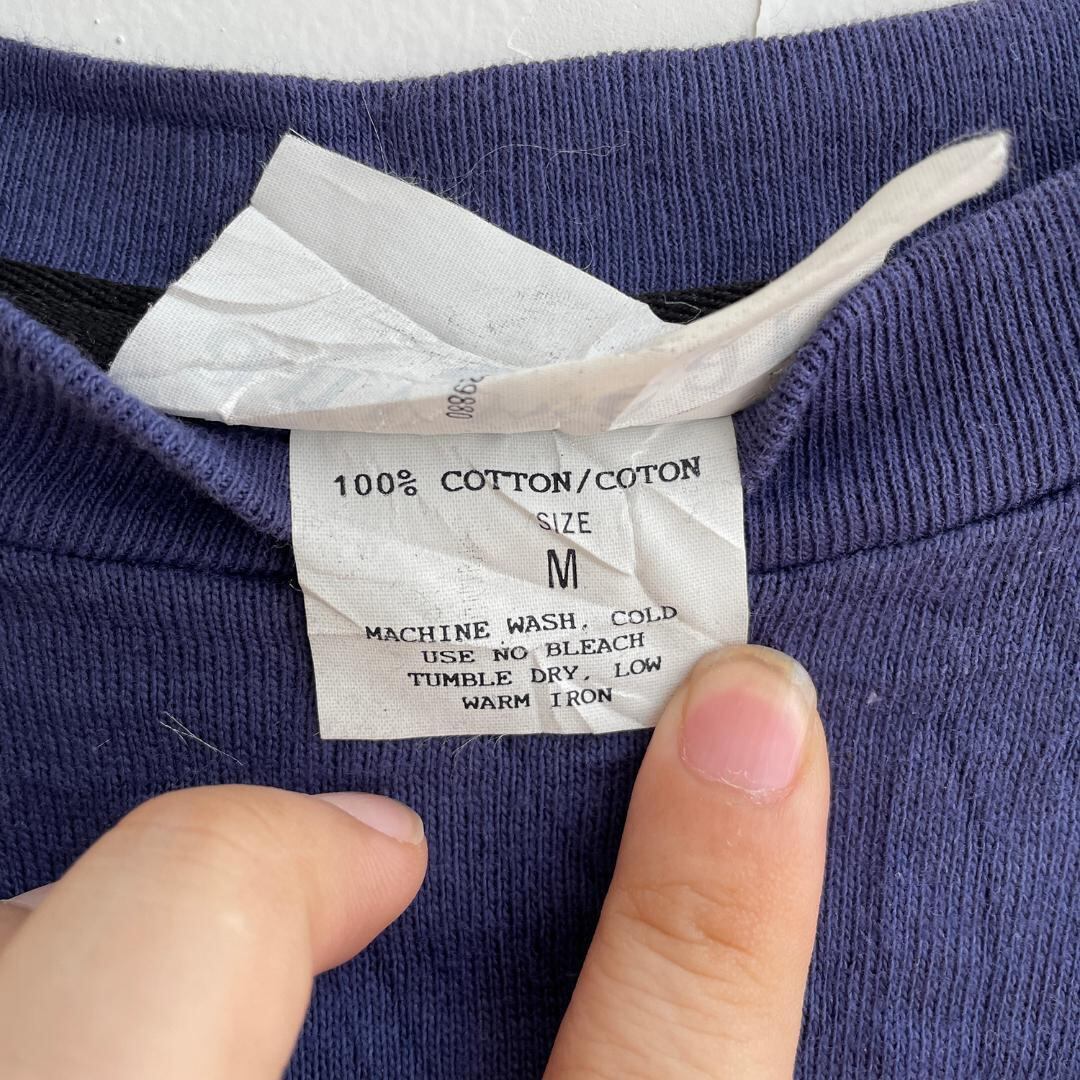 100% COTTON/COTON
SIZE
M
MACHINE WASH, COLD
USE NO BLEACH
TUMBLE DRY, LOW
WARM IRON